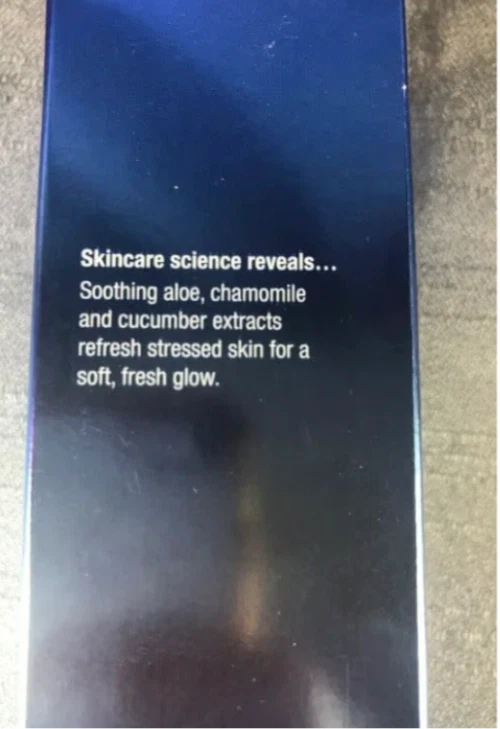 Skincare science reveals...
Soothing aloe, chamomile
and cucumber extracts
refresh stressed skin for a
soft, fresh glow.